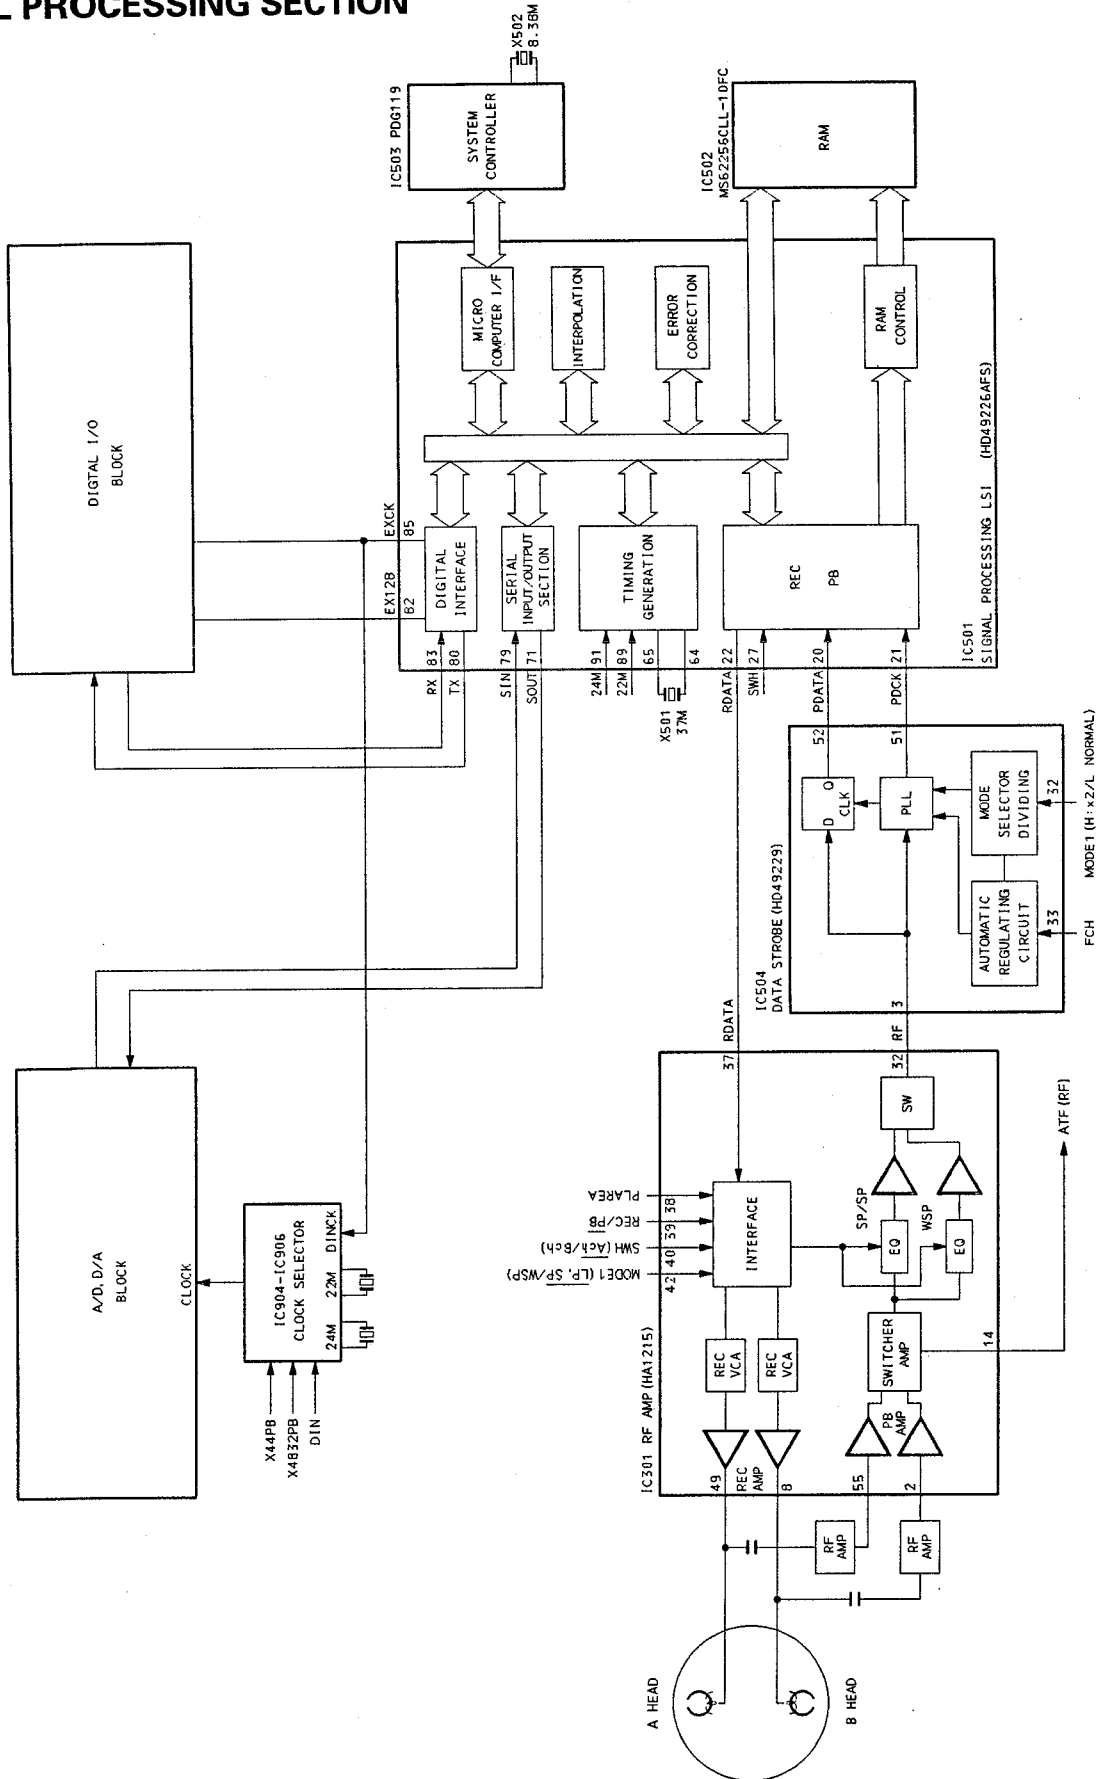 L PROCESSING SECTION
X502
8.38M
IC503 PDG119
SYSTEM
CONTROLLER
IC502
MS62256CLL-10FC
RAM
DIGTAL I/O
BLOCK
MICRO
COMPUTER I/F
INTERPOLATION
ERROR
CORRECTION
RAM
CONTROL
EX128
82
EXCK
85
DIGITAL
INTERFACE
SERIAL
INPUT/OUTPUT
SECTION
TIMING
GENERATION
REC
PB
IC501
SIGNAL PROCESSING LSI (HD49226AFS)
RX 83
TX 80
SIN 79
SOUT 71
24M 91
22M 89
65
64
X501
37M
RDATA 22
SWH 27
PDATA 20
PDCK 21
52
51
D Q
CLK
PLL
MODE
SELECTOR
DIVIDING
32
AUTOMATIC
REGULATING
CIRCUIT
33
FCH
MODE1 (H:x2/L NORMAL)
IC504
DATA STROBE (HD49229)
3
A/D, D/A
BLOCK
CLOCK
IC904-IC906
CLOCK SELECTOR
24M
22M
DINCK
X44PB
X4832PB
DIN
37 RDATA
32 RF
SW
ATF (RF)
PLAREA
38
REC/PB
39
SWH (Ach/Bch)
40
MODE1 (LP, SP/WSP)
42
INTERFACE
SP/SP
WSP
EQ
EQ
IC301 RF AMP (HA1215)
REC
VCA
REC
VCA
SWITCHER
AMP
14
PB
AMP
REC
AMP
49
8
55
2
RF
AMP
RF
AMP
A HEAD
B HEAD